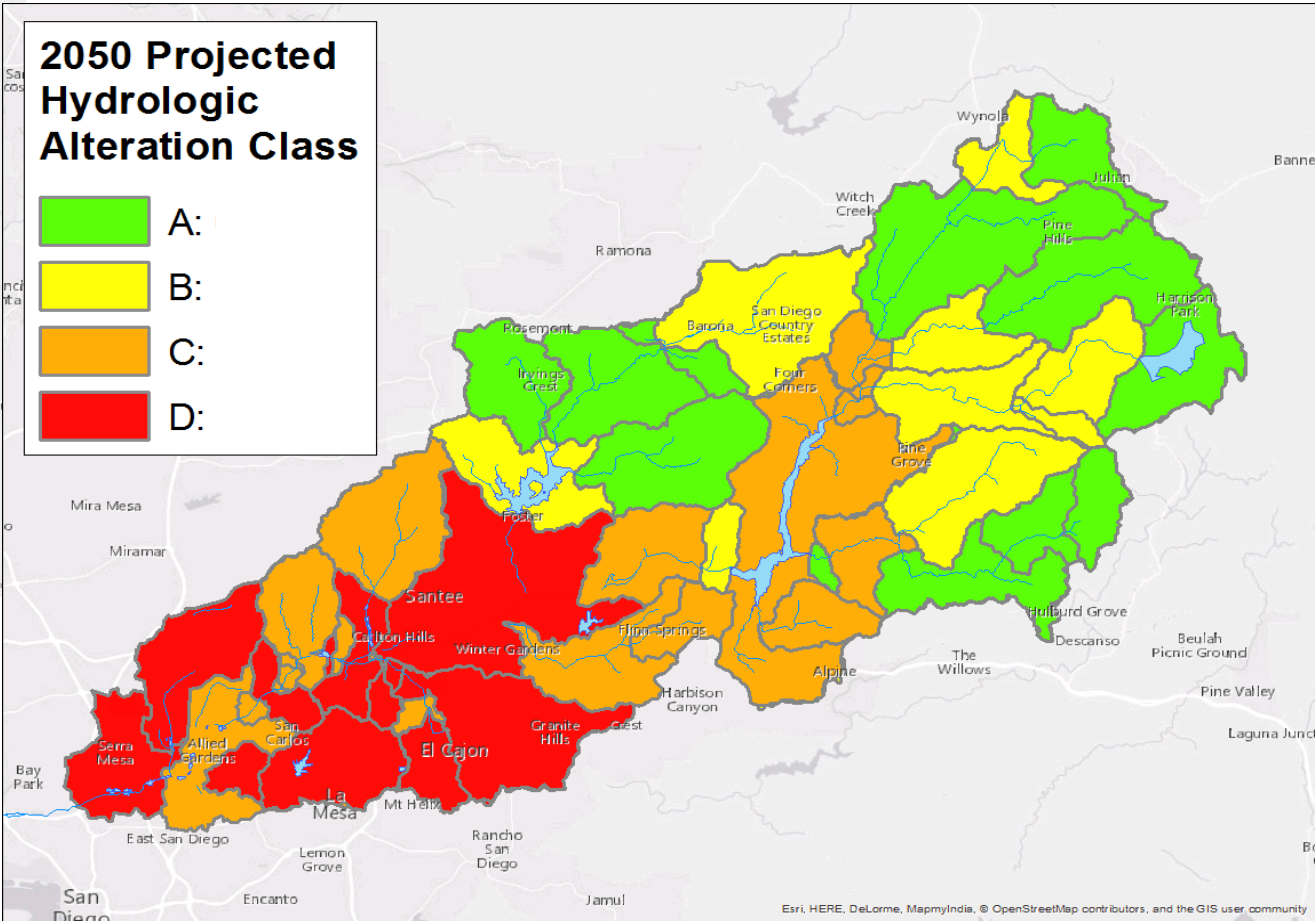 2050 Projected
Hydrologic
Alteration Class
A:
B:
C:
D:
Wynola
Banne
Julian
Witch
Creek
Pine
Hills
Ramona
Harrison
Park
San Diego
Country
Estates
Barona
Rosemont
Irvings
Crest
Four
Corners
Pine
Grove
Mira Mesa
Foster
Miramar
Santee
Hulburd Grove
Flinn Springs
Carlton Hills
Descanso
Beulah
Picnic Ground
Winter Gardens
The
Willows
Alpine
Harbison
Canyon
Pine Valley
Granite
Hills
Crest
San
Carlos
Laguna Junct
Serra
Mesa
Allied
Gardens
El Cajon
Bay
Park
La
Mesa
Mt Helix
East San Diego
Rancho
San
Diego
Lemon
Grove
San
Diego
Encanto
Jamul
Esri, HERE, DeLorme, MapmyIndia, © OpenStreetMap contributors, and the GIS user community